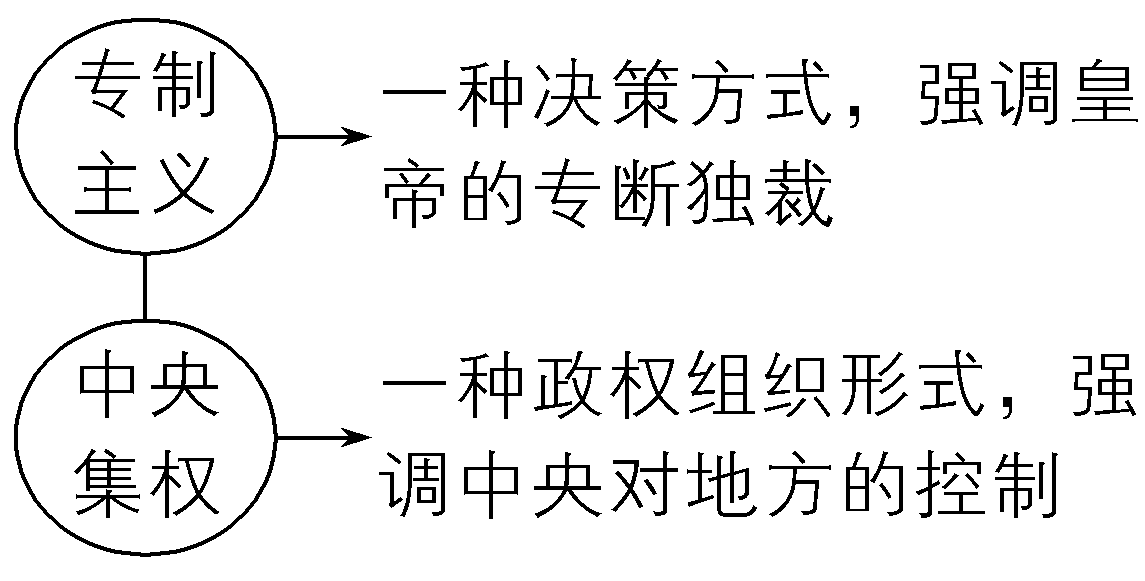 专制
主义
一种决策方式，强调皇
帝的专断独裁
中央
集权
一种政权组织形式，强
调中央对地方的控制